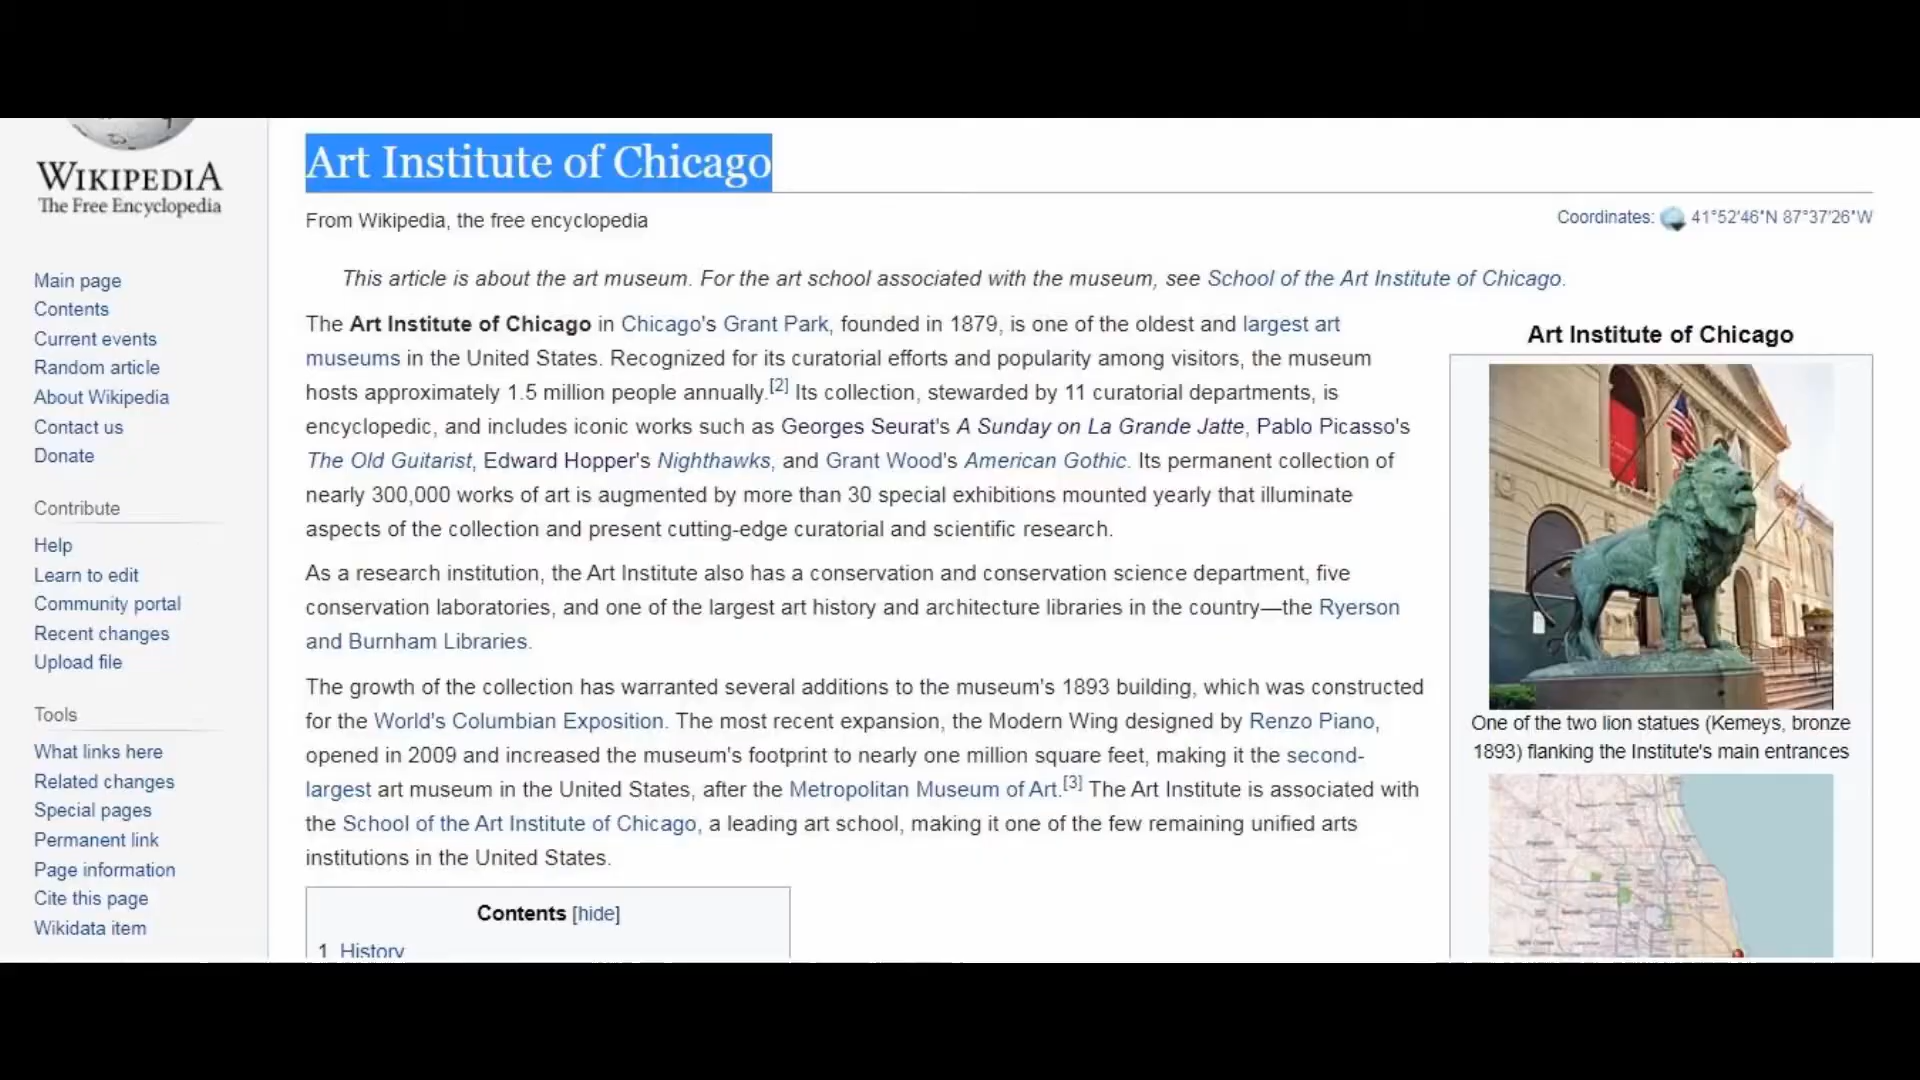 WIKIPEDIA
The Free Encyclopedia
Main page
Contents
Current events
Random article
About Wikipedia
Contact us
Donate
Contribute
Help
Learn to edit
Community portal
Recent changes
Upload file
Tools
What links here
Related changes
Special pages
Permanent link
Page information
Cite this page
Wikidata item
Art Institute of Chicago
From Wikipedia, the free encyclopedia
Coordinates: 41°52′46″N 87°37′26″W
This article is about the art museum. For the art school associated with the museum, see School of the Art Institute of Chicago.
The Art Institute of Chicago in Chicago's Grant Park, founded in 1879, is one of the oldest and largest art
museums in the United States. Recognized for its curatorial efforts and popularity among visitors, the museum
hosts approximately 1.5 million people annually.[2] Its collection, stewarded by 11 curatorial departments, is
encyclopedic, and includes iconic works such as Georges Seurat's A Sunday on La Grande Jatte, Pablo Picasso's
The Old Guitarist, Edward Hopper's Nighthawks, and Grant Wood's American Gothic. Its permanent collection of
nearly 300,000 works of art is augmented by more than 30 special exhibitions mounted yearly that illuminate
aspects of the collection and present cutting-edge curatorial and scientific research.
As a research institution, the Art Institute also has a conservation and conservation science department, five
conservation laboratories, and one of the largest art history and architecture libraries in the country—the Ryerson
and Burnham Libraries.
The growth of the collection has warranted several additions to the museum's 1893 building, which was constructed
for the World's Columbian Exposition. The most recent expansion, the Modern Wing designed by Renzo Piano,
opened in 2009 and increased the museum's footprint to nearly one million square feet, making it the second-
largest art museum in the United States, after the Metropolitan Museum of Art.[3] The Art Institute is associated with
the School of the Art Institute of Chicago, a leading art school, making it one of the few remaining unified arts
institutions in the United States.
Contents [hide]
1 History
Art Institute of Chicago
One of the two lion statues (Kemeys, bronze
1893) flanking the Institute's main entrances